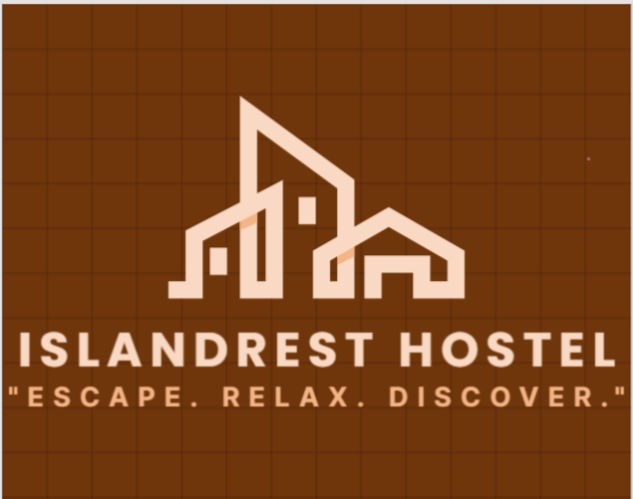 ISLANDREST HOSTEL
"ESCAPE. RELAX. DISCOVER."